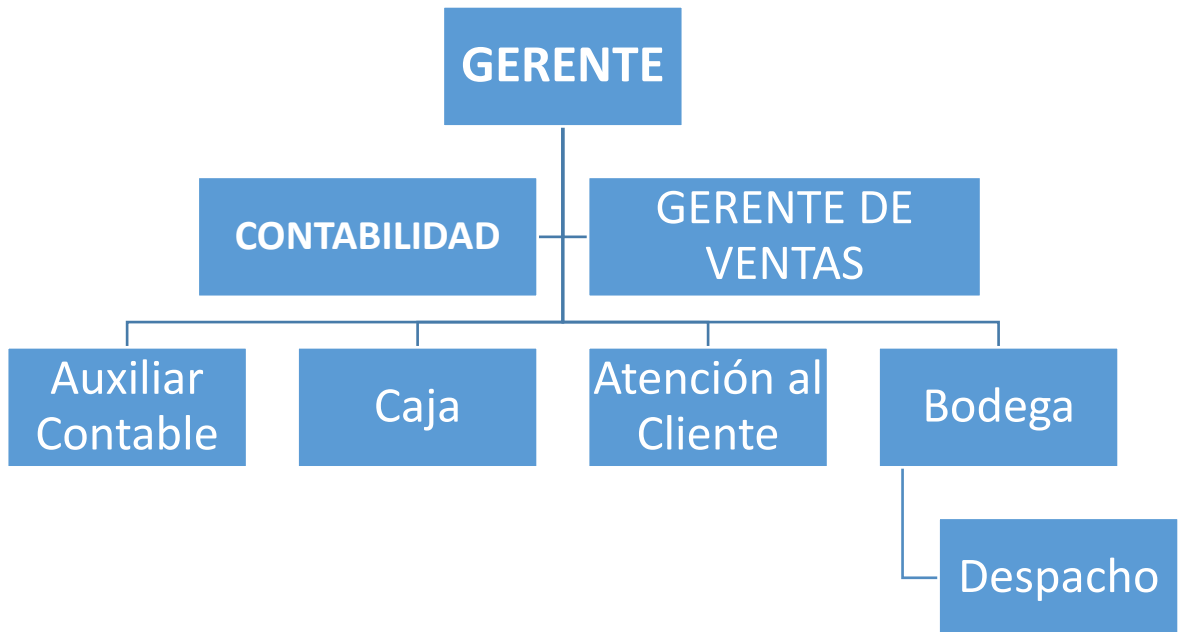 GERENTE
CONTABILIDAD
GERENTE DE
VENTAS
Auxiliar
Contable
Caja
Atención al
Cliente
Bodega
Despacho